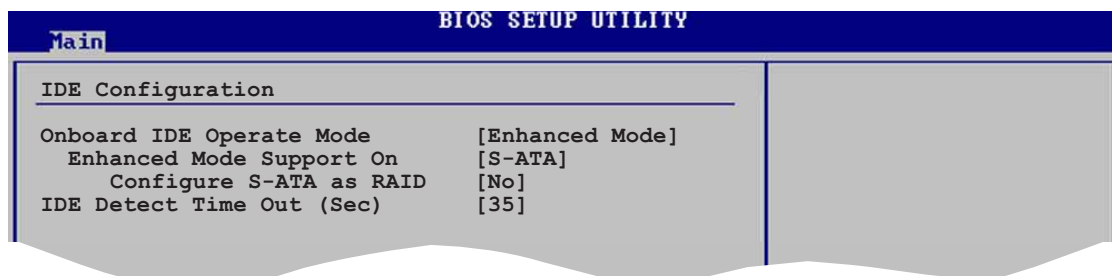 BIOS SETUP UTILITY
Main
IDE Configuration
Onboard IDE Operate Mode [Enhanced Mode]
Enhanced Mode Support On [S-ATA]
Configure S-ATA as RAID [No]
IDE Detect Time Out (Sec) [35]